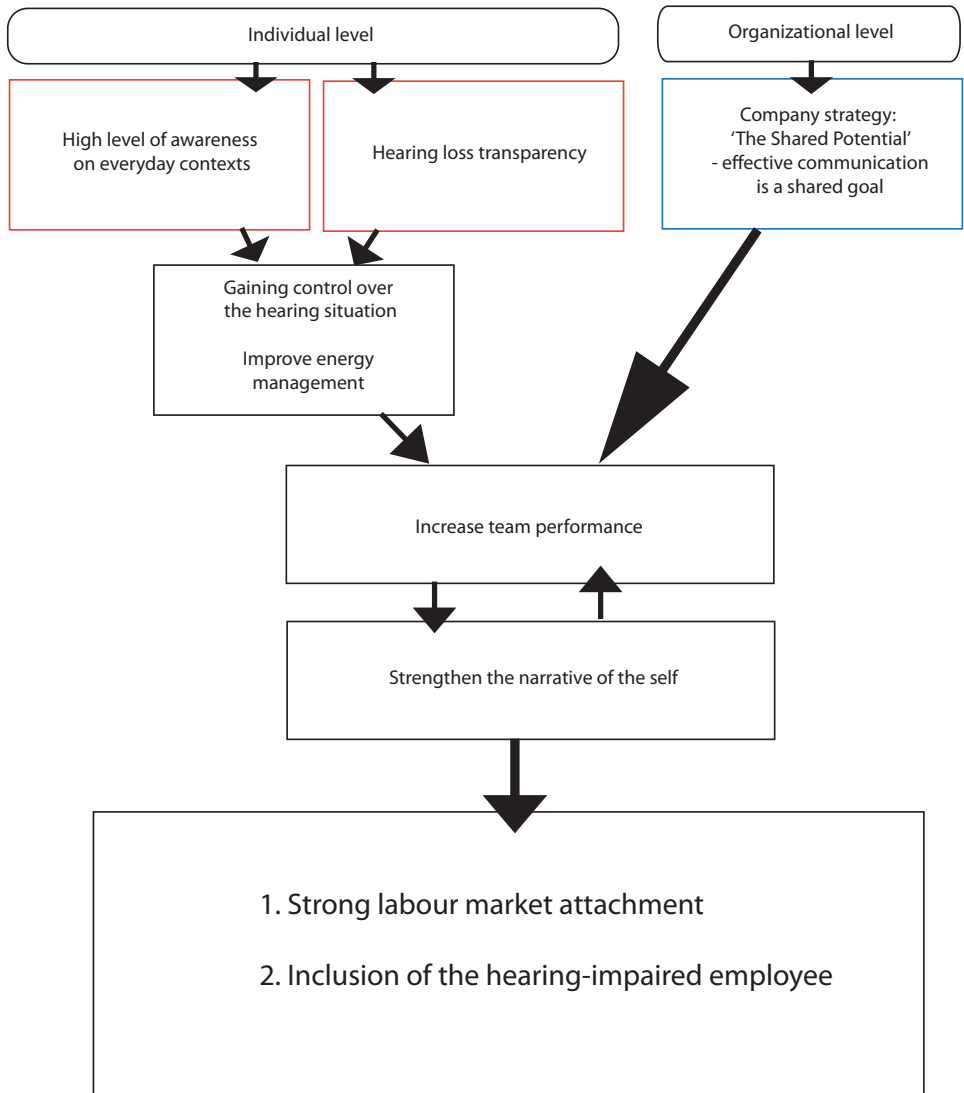 Individual level
Organizational level
High level of awareness
on everyday contexts
Hearing loss transparency
Company strategy:
‘The Shared Potential’
- effective communication
is a shared goal
Gaining control over
the hearing situation
Improve energy
management
Increase team performance
Strengthen the narrative of the self
1. Strong labour market attachment
2. Inclusion of the hearing-impaired employee